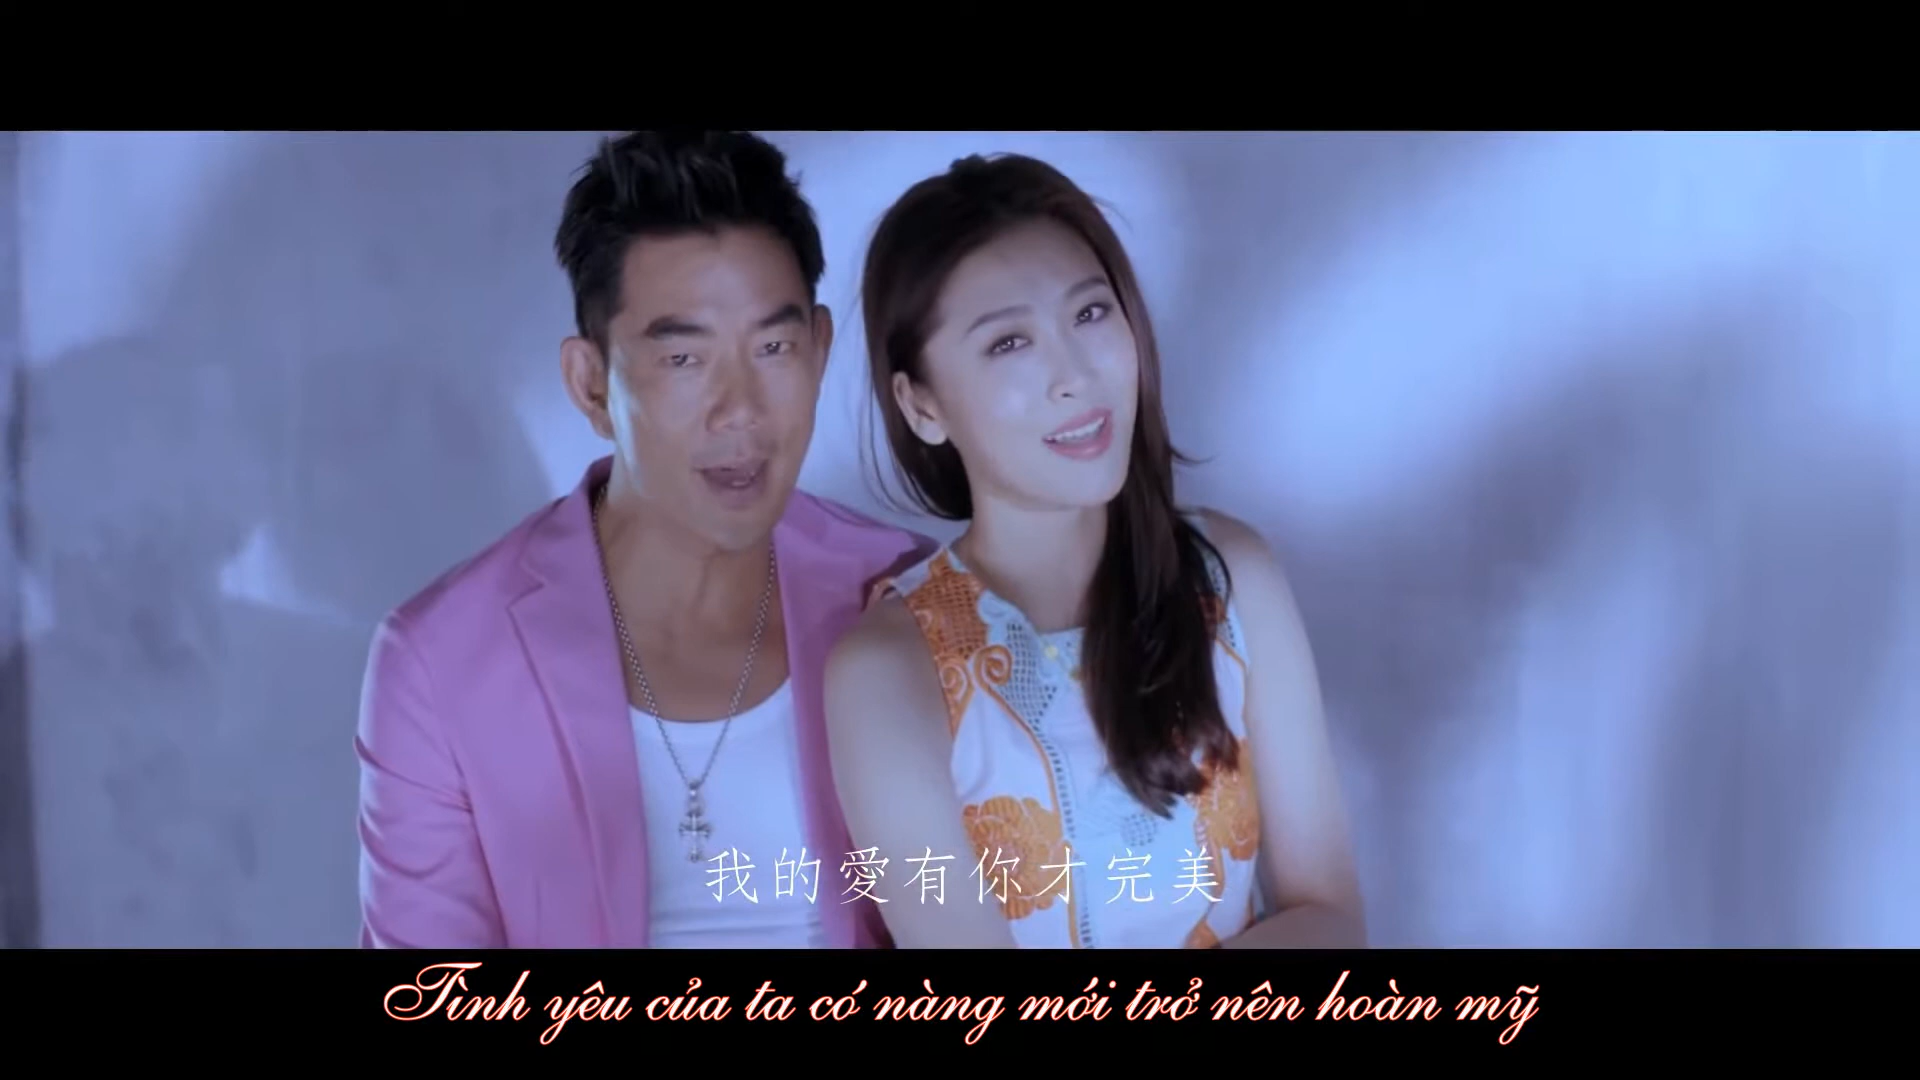 我的愛有你才完美
Tình yêu của ta có nàng mới trở nên hoàn mỹ